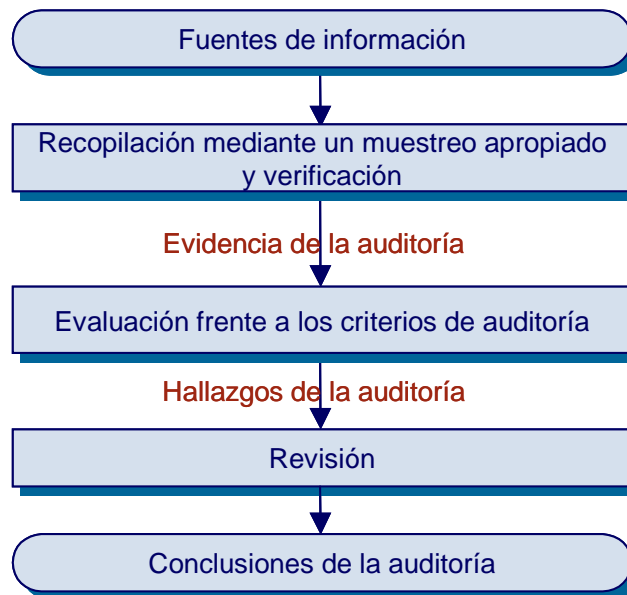 Fuentes de información
Recopilación mediante un muestreo apropiado
y verificación
Evidencia de la auditoría
Evaluación frente a los criterios de auditoría
Hallazgos de la auditoría
Revisión
Conclusiones de la auditoría